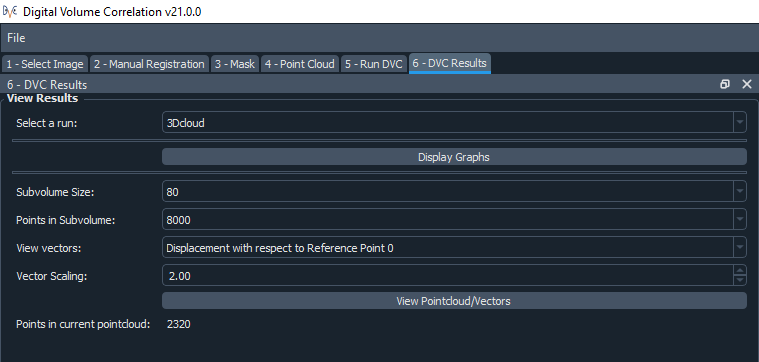 Digital Volume Correlation v21.0.0
File
1 - Select Image 2 - Manual Registration 3 - Mask 4 - Point Cloud 5 - Run DVC 6 - DVC Results
6 - DVC Results
View Results
Select a run: 3Dcloud
Display Graphs
Subvolume Size: 80
Points in Subvolume: 8000
View vectors: Displacement with respect to Reference Point 0
Vector Scaling: 2.00
View Pointcloud/Vectors
Points in current pointcloud: 2320